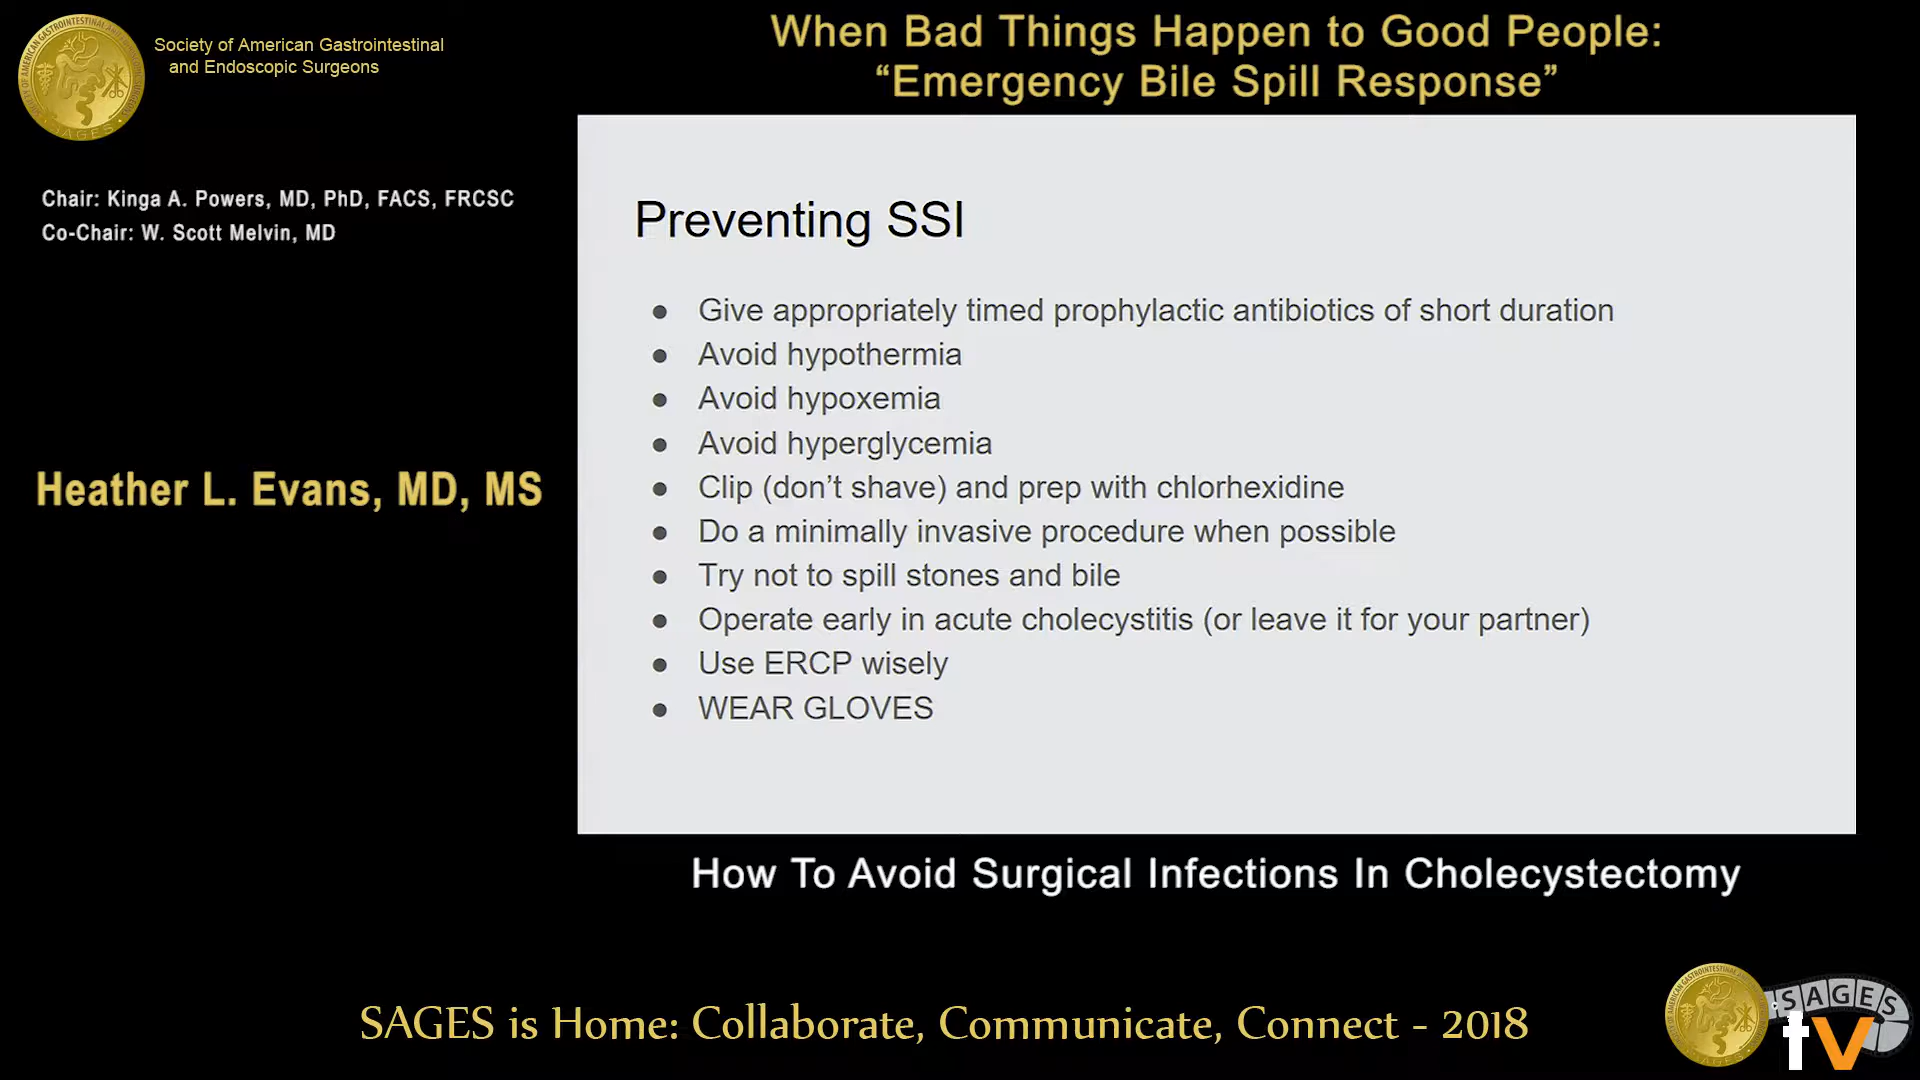 Society of American Gastrointestinal
and Endoscopic Surgeons
When Bad Things Happen to Good People:
“Emergency Bile Spill Response”
Chair: Kinga A. Powers, MD, PhD, FACS, FRCSC
Co-Chair: W. Scott Melvin, MD
Heather L. Evans, MD, MS
Preventing SSI
● Give appropriately timed prophylactic antibiotics of short duration
● Avoid hypothermia
● Avoid hypoxemia
● Avoid hyperglycemia
● Clip (don’t shave) and prep with chlorhexidine
● Do a minimally invasive procedure when possible
● Try not to spill stones and bile
● Operate early in acute cholecystitis (or leave it for your partner)
● Use ERCP wisely
● WEAR GLOVES
How To Avoid Surgical Infections In Cholecystectomy
SAGES is Home: Collaborate, Communicate, Connect - 2018
SAGES
tv